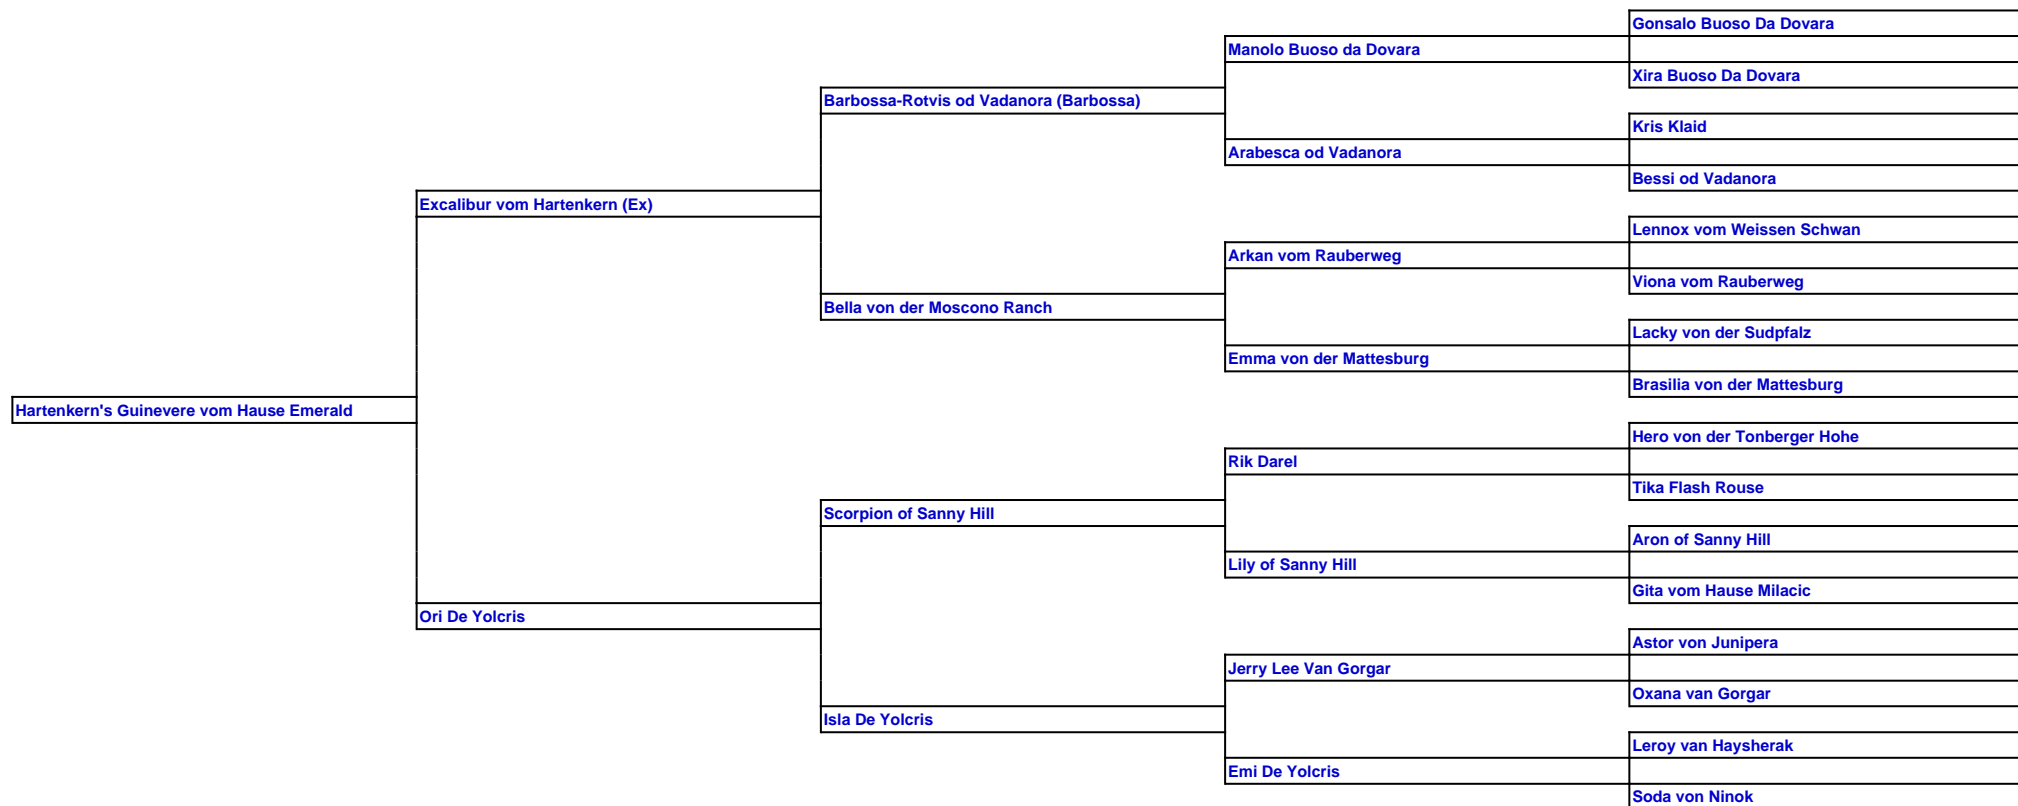 Gonsalo Buoso Da Dovara
Manolo Buoso da Dovara
Xira Buoso Da Dovara
Barbossa-Rotvis od Vadanora (Barbossa)
Kris Klaid
Arabesca od Vadanora
Bessi od Vadanora
Excalibur vom Hartenkern (Ex)
Lennox vom Weissen Schwan
Arkan vom Rauberweg
Viona vom Rauberweg
Bella von der Moscono Ranch
Lacky von der Sudpfalz
Emma von der Mattesburg
Brasilia von der Mattesburg
Hartenkern's Guinevere vom Hause Emerald
Hero von der Tonberger Hohe
Rik Darel
Tika Flash Rouse
Scorpion of Sanny Hill
Aron of Sanny Hill
Lily of Sanny Hill
Gita vom Hause Milacic
Ori De Yolcris
Astor von Junipera
Jerry Lee Van Gorgar
Oxana van Gorgar
Isla De Yolcris
Leroy van Haysherak
Emi De Yolcris
Soda von Ninok